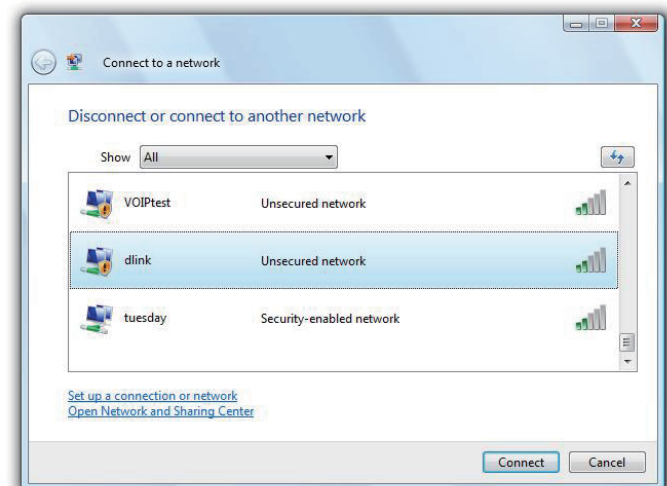 Connect to a network
Disconnect or connect to another network
Show All
VOIPtest Unsecured network
dlink Unsecured network
tuesday Security-enabled network
Set up a connection or network
Open Network and Sharing Center
Connect Cancel